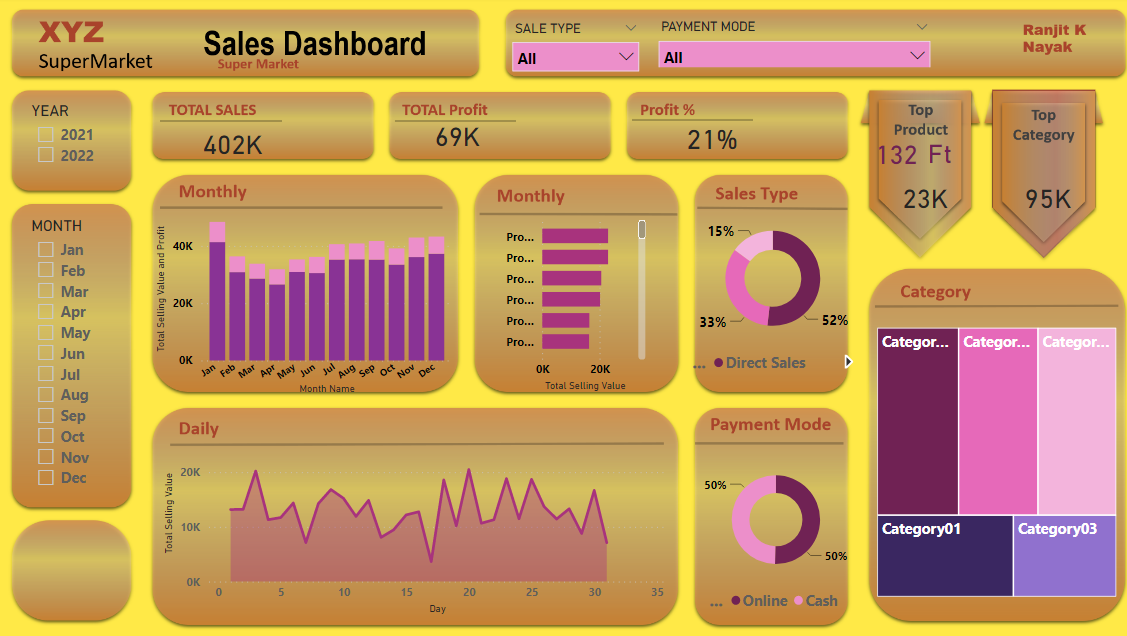 XYZ
SuperMarket
Sales Dashboard
Super Market
SALE TYPE
All
PAYMENT MODE
All
Ranjit K
Nayak
YEAR
2021
2022
MONTH
Jan
Feb
Mar
Apr
May
Jun
Jul
Aug
Sep
Oct
Nov
Dec
TOTAL SALES
402K
TOTAL Profit
69K
Profit %
21%
Top
Product
132 Ft
23K
Top
Category
95K
Monthly
Total Selling Value and Profit
40K
20K
0K
Jan Feb Mar Apr May Jun Jul Aug Sep Oct Nov Dec
Month Name
Monthly
Pro...
Pro...
Pro...
Pro...
Pro...
Pro...
0K 20K
Total Selling Value
Sales Type
15%
33%
52%
... Direct Sales
Daily
Total Selling Value
20K
10K
0K
0 5 10 15 20 25 30 35
Day
Payment Mode
50%
50%
... Online Cash
Category
Categor... Categor... Categor...
Category01 Category03